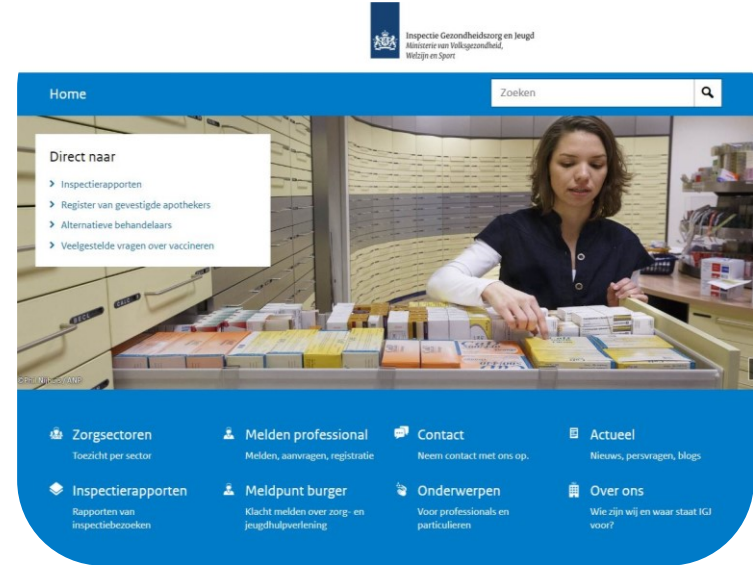 Inspectie Gezondheidszorg en Jeugd
Ministerie van Volksgezondheid,
Welzijn en Sport
Home
Zoeken
Direct naar
Inspectierapporten
Register van gevestigde apothekers
Alternatieve behandelaars
Veelgestelde vragen over vaccineren
Zorgsectoren
Toezicht per sector
Melden professional
Melden, aanvragen, registratie
Contact
Neem contact met ons op.
Actueel
Nieuws, persvragen, blogs
Inspectierapporten
Rapporten van
inspectiebezoeken
Meldpunt burger
Klacht melden over zorg- en
jeugdhulpverlening
Onderwerpen
Voor professionals en
particulieren
Over ons
Wie zijn wij en waar staat IGJ
voor?